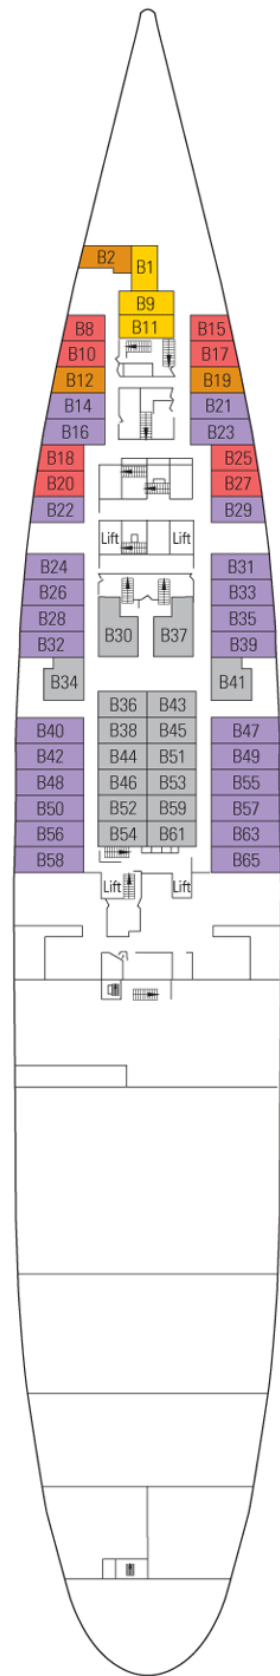 B2 B1
B9
B11
B8 B15
B10 B17
B12 B19
B14 B21
B16 B23
B18 B25
B20 B27
B22 B29
Lift Lift
B24 B31
B26 B33
B28 B35
B30 B37
B32 B39
B34 B41
B36 B43
B40 B38 B45 B47
B42 B44 B51 B49
B48 B46 B53 B55
B50 B52 B59 B57
B56 B54 B61 B63
B58 B65
Lift Lift